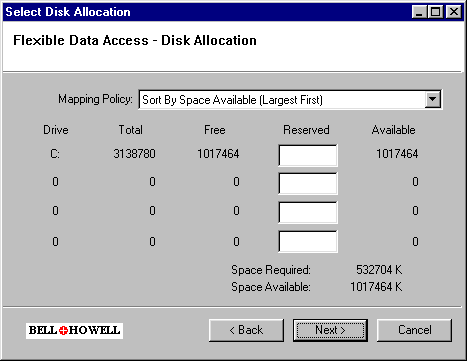 Select Disk Allocation
Flexible Data Access - Disk Allocation
Mapping Policy: Sort By Space Available (Largest First)
Drive Total Free Reserved Available
C: 3138780 1017464 1017464
0 0 0 0
0 0 0 0
0 0 0 0
Space Required: 532704 K
Space Available: 1017464 K
BELL HOWELL < Back Next > Cancel